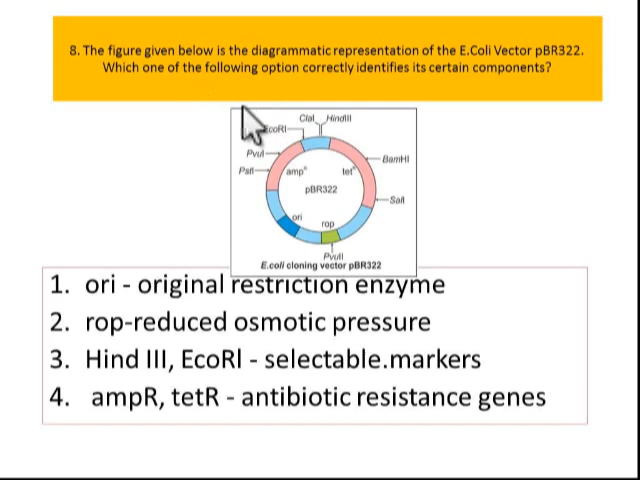 8. The figure given below is the diagrammatic representation of the E.Coli Vector pBR322.
Which one of the following option correctly identifies its certain components?
ClaI HindIII
EcoRI
PvuI
BamHI
PstI
ampR
tetR
pBR322
SalI
ori
rop
PvuII
E.coli cloning vector pBR322
1. ori - original restriction enzyme
2. rop-reduced osmotic pressure
3. Hind III, EcoRl - selectable.markers
4. ampR, tetR - antibiotic resistance genes